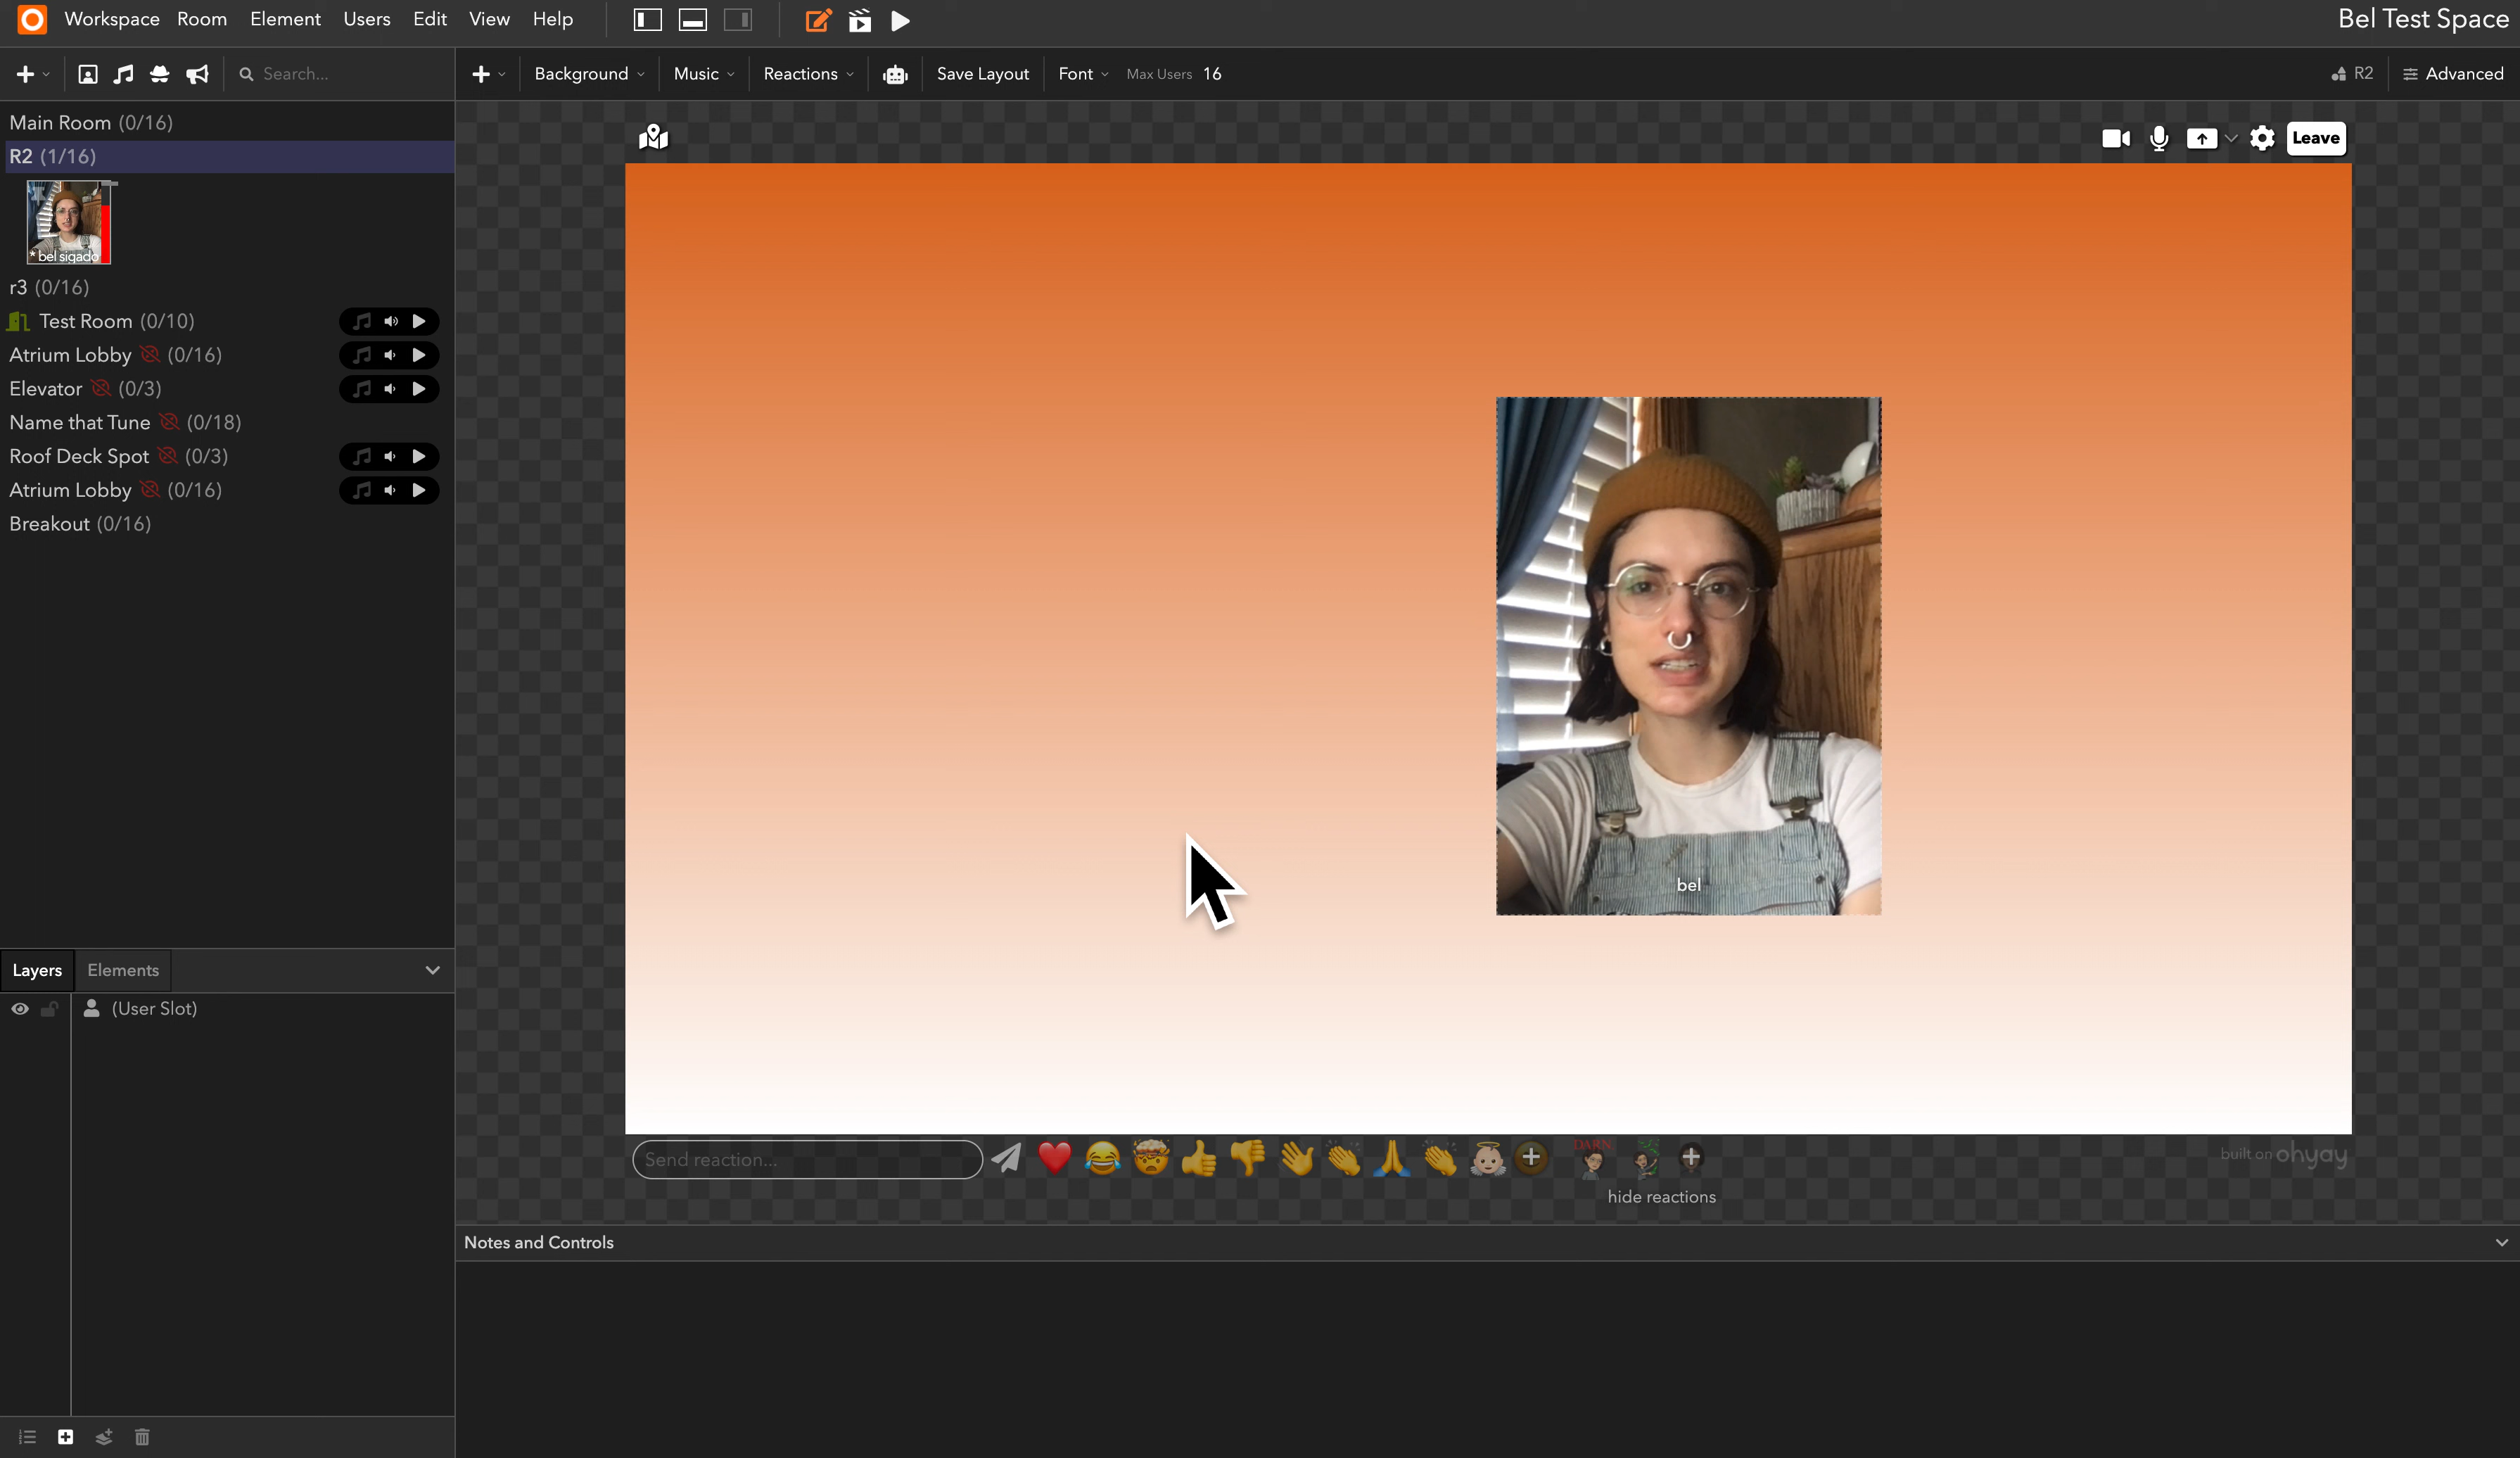 Workspace Room Element Users Edit View Help
Bel Test Space
Search...
Background Music Reactions Save Layout Font Max Users 16
R2 Advanced
Main Room (0/16)
R2 (1/16)
* bel sigado
r3 (0/16)
Test Room (0/10)
Atrium Lobby (0/16)
Elevator (0/3)
Name that Tune (0/18)
Roof Deck Spot (0/3)
Atrium Lobby (0/16)
Breakout (0/16)
Leave
bel
Layers Elements
(User Slot)
Send reaction...
DARN
built on ohyay
hide reactions
Notes and Controls